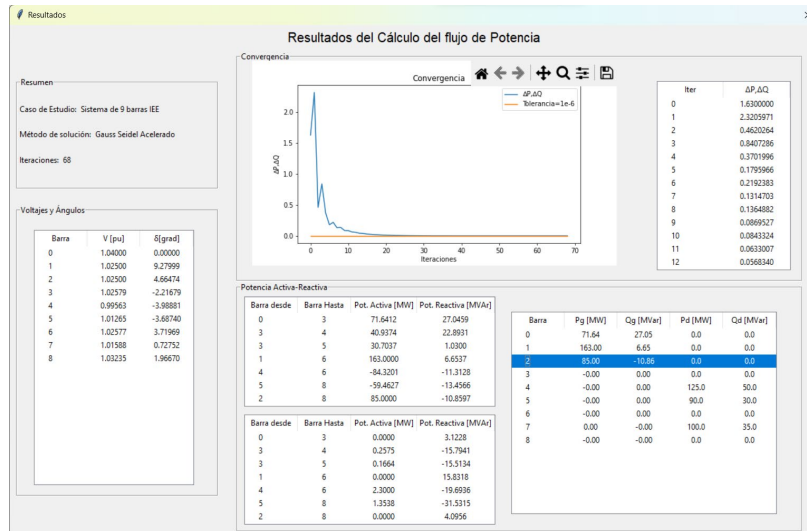 Resultados
Resultados del Cálculo del flujo de Potencia
Resumen
Caso de Estudio: Sistema de 9 barras IEE
Método de solución: Gauss Seidel Acelerado
Iteraciones: 68
Convergencia
Convergencia
ΔP,ΔQ
Tolerancia=1e-6
ΔP,ΔQ
2.0
1.5
1.0
0.5
0.0
0 10 20 30 40 50 60 70
Iteraciones
Iter ΔP,ΔQ
0 1.6300000
1 2.3205971
2 0.4620264
3 0.8407286
4 0.3701996
5 0.1795966
6 0.2192383
7 0.1314703
8 0.1364882
9 0.0869527
10 0.0843324
11 0.0633007
12 0.0568340
Voltajes y Ángulos
Barra V [pu] δ[grad]
0 1.04000 0.00000
1 1.02500 9.27999
2 1.02500 4.66474
3 1.02579 -2.21679
4 0.99563 -3.98881
5 1.01265 -3.68740
6 1.02577 3.71969
7 1.01588 0.72752
8 1.03235 1.96670
Potencia Activa-Reactiva
Barra desde Barra Hasta Pot. Activa [MW] Pot. Reactiva [MVAr]
0 3 71.6412 27.0459
3 4 40.9374 22.8931
3 5 30.7037 1.0300
1 6 163.0000 6.6537
4 6 -84.3201 -11.3128
5 8 -59.4627 -13.4566
2 8 85.0000 -10.8597
Barra desde Barra Hasta Pot. Activa [MW] Pot. Reactiva [MVAr]
0 3 0.0000 3.1228
3 4 0.2575 -15.7941
3 5 0.1664 -15.5134
1 6 0.0000 15.8318
4 6 2.3000 -19.6936
5 8 1.3538 -31.5315
2 8 0.0000 4.0956
Barra Pg [MW] Qg [MVar] Pd [MW] Qd [MVar]
0 71.64 27.05 0.0 0.0
1 163.00 6.65 0.0 0.0
2 85.00 -10.86 0.0 0.0
3 -0.00 0.00 0.0 0.0
4 -0.00 0.00 125.0 50.0
5 -0.00 0.00 90.0 30.0
6 -0.00 0.00 0.0 0.0
7 0.00 -0.00 100.0 35.0
8 -0.00 -0.00 0.0 0.0